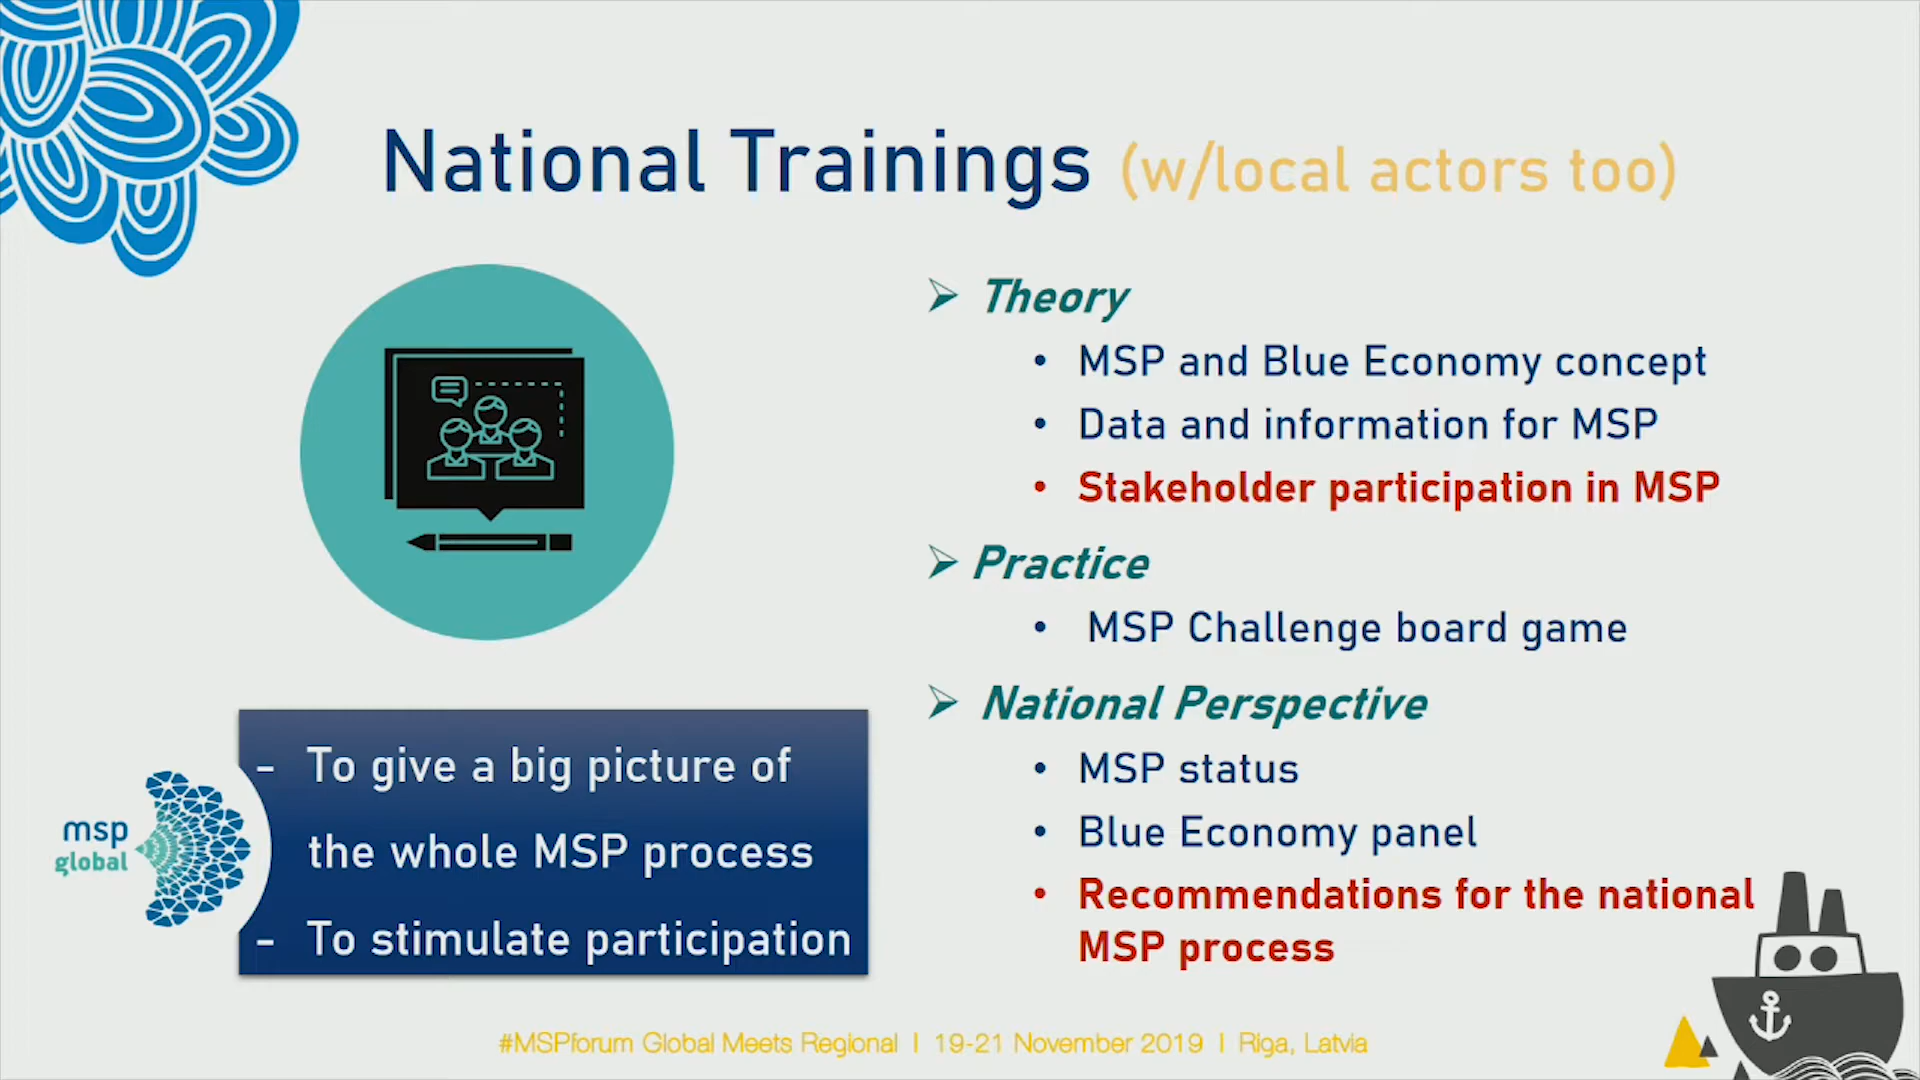 National Trainings (w/local actors too)
➢ Theory
• MSP and Blue Economy concept
• Data and information for MSP
• Stakeholder participation in MSP
➢ Practice
• MSP Challenge board game
➢ National Perspective
• MSP status
• Blue Economy panel
• Recommendations for the national
MSP process
- To give a big picture of
the whole MSP process
- To stimulate participation
msp
global
#MSPforum Global Meets Regional | 19-21 November 2019 | Riga, Latvia